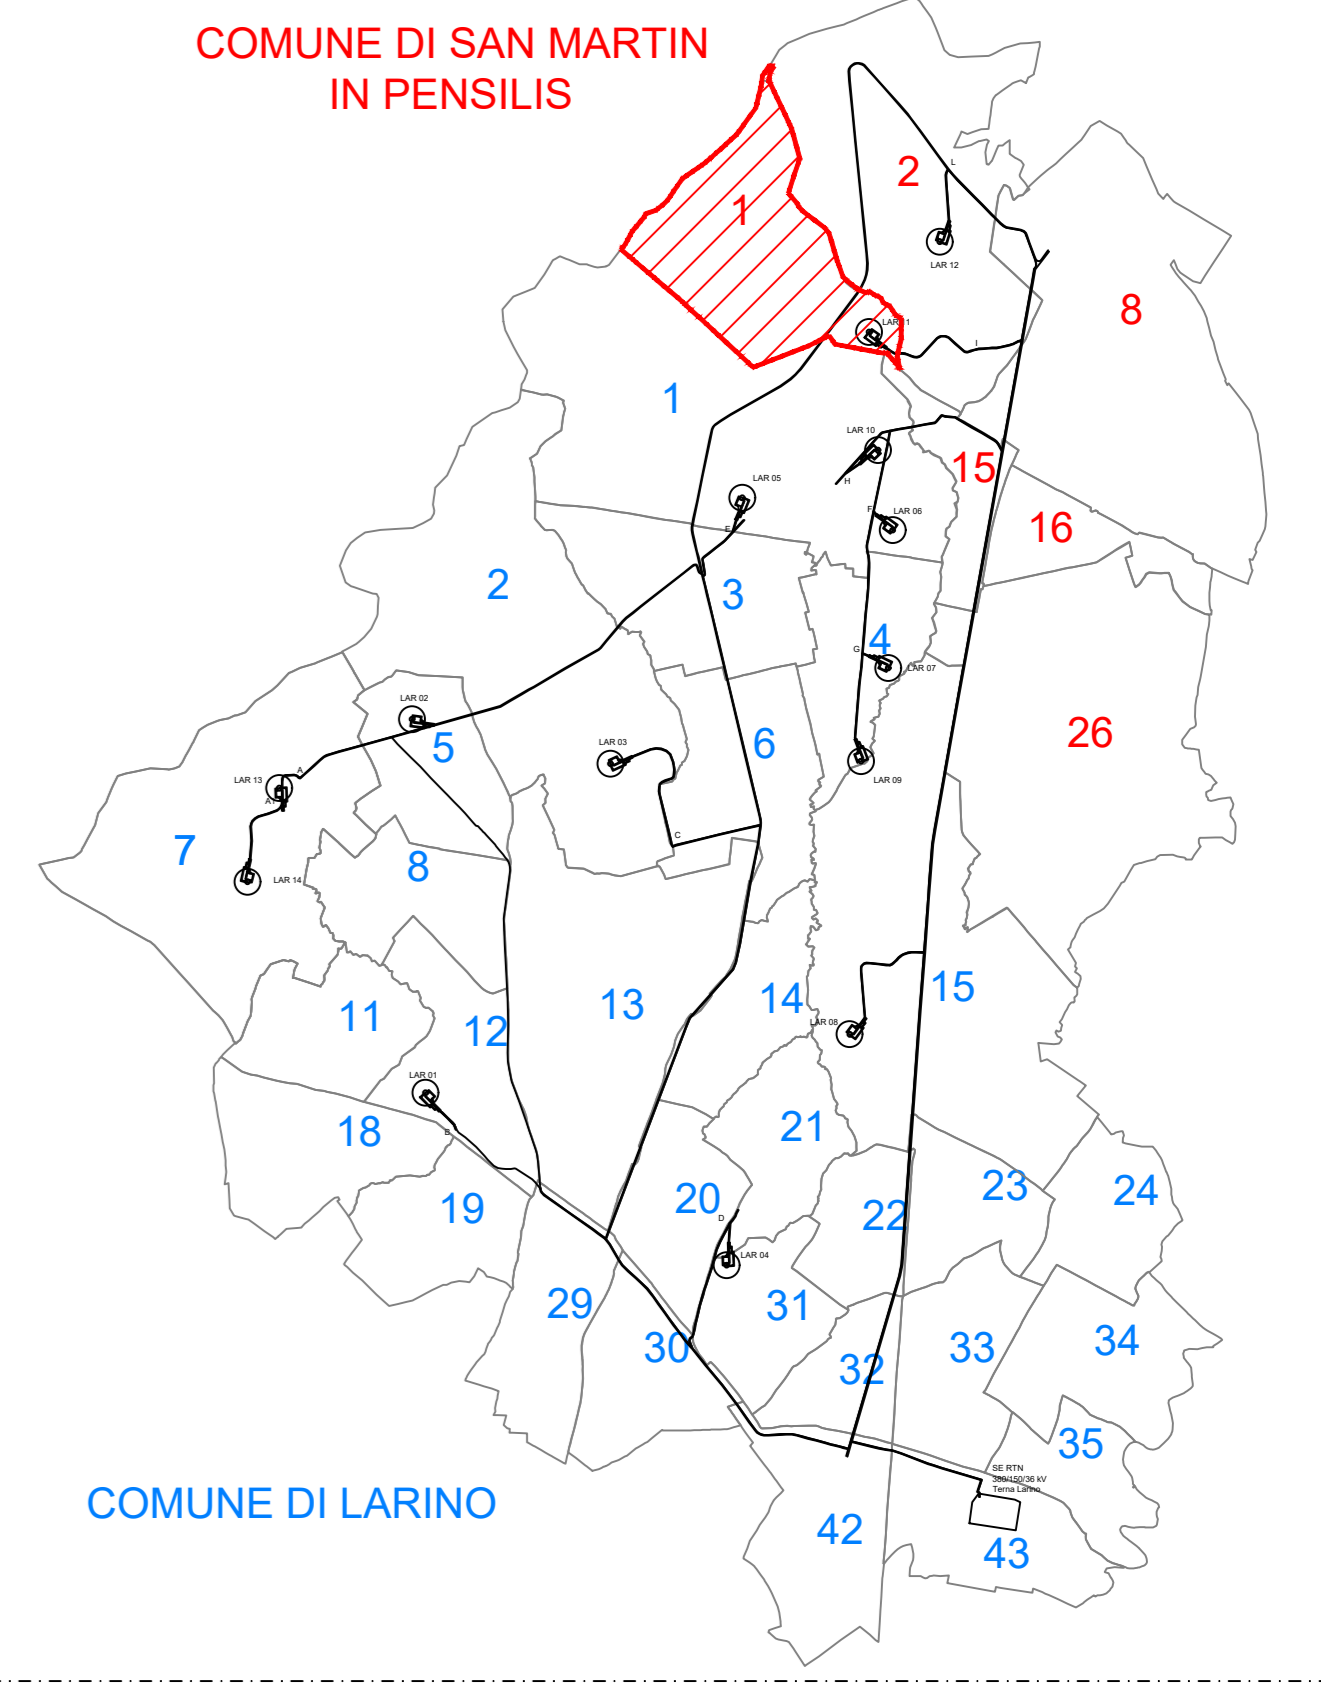 COMUNE DI SAN MARTIN
IN PENSILIS
L
2
1
LAR 12
8
LAR 11
I
1
LAR 10
15
H
LAR 05
F
LAR 06
E
16
2
3
4
G
LAR 07
LAR 02
5
LAR 03
6
26
LAR 09
A
LAR 13
A1
C
7
8
LAR 14
13
14
15
11
12
LAR 08
LAR 01
B
18
21
19
20
D
22
23
24
LAR 04
29
31
30
32
33
34
35
SE RTN
380/150/36 kV
Terna Larino
COMUNE DI LARINO
42
43